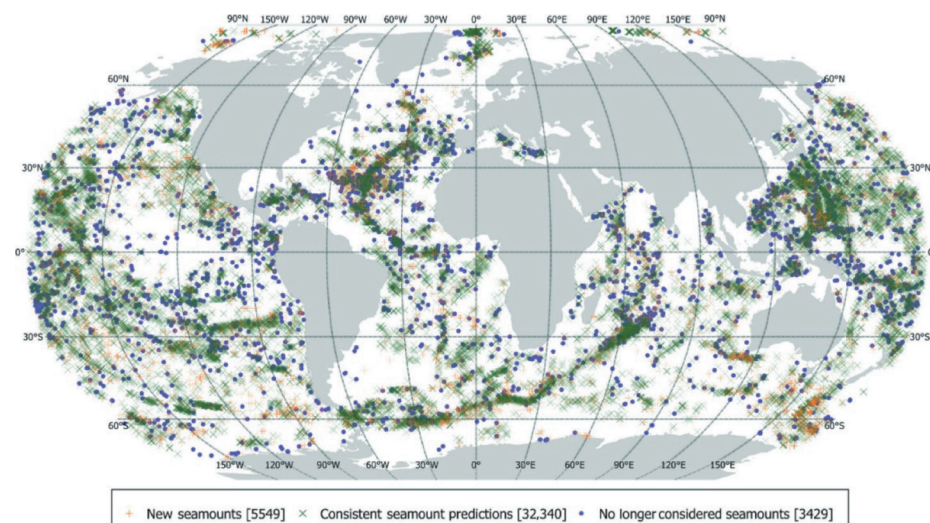 90°N 120°W 90°W 60°W 30°W 0° 30°E 60°E 90°E 120°E 90°N
60°N 60°N
30°N 30°N
0° 0°
30°S 30°S
60°S 60°S
150°W 120°W 90°W 60°W 30°W 0° 30°E 60°E 90°E 120°E 150°E
New seamounts [5549] Consistent seamount predictions [32,340] No longer considered seamounts [3429]